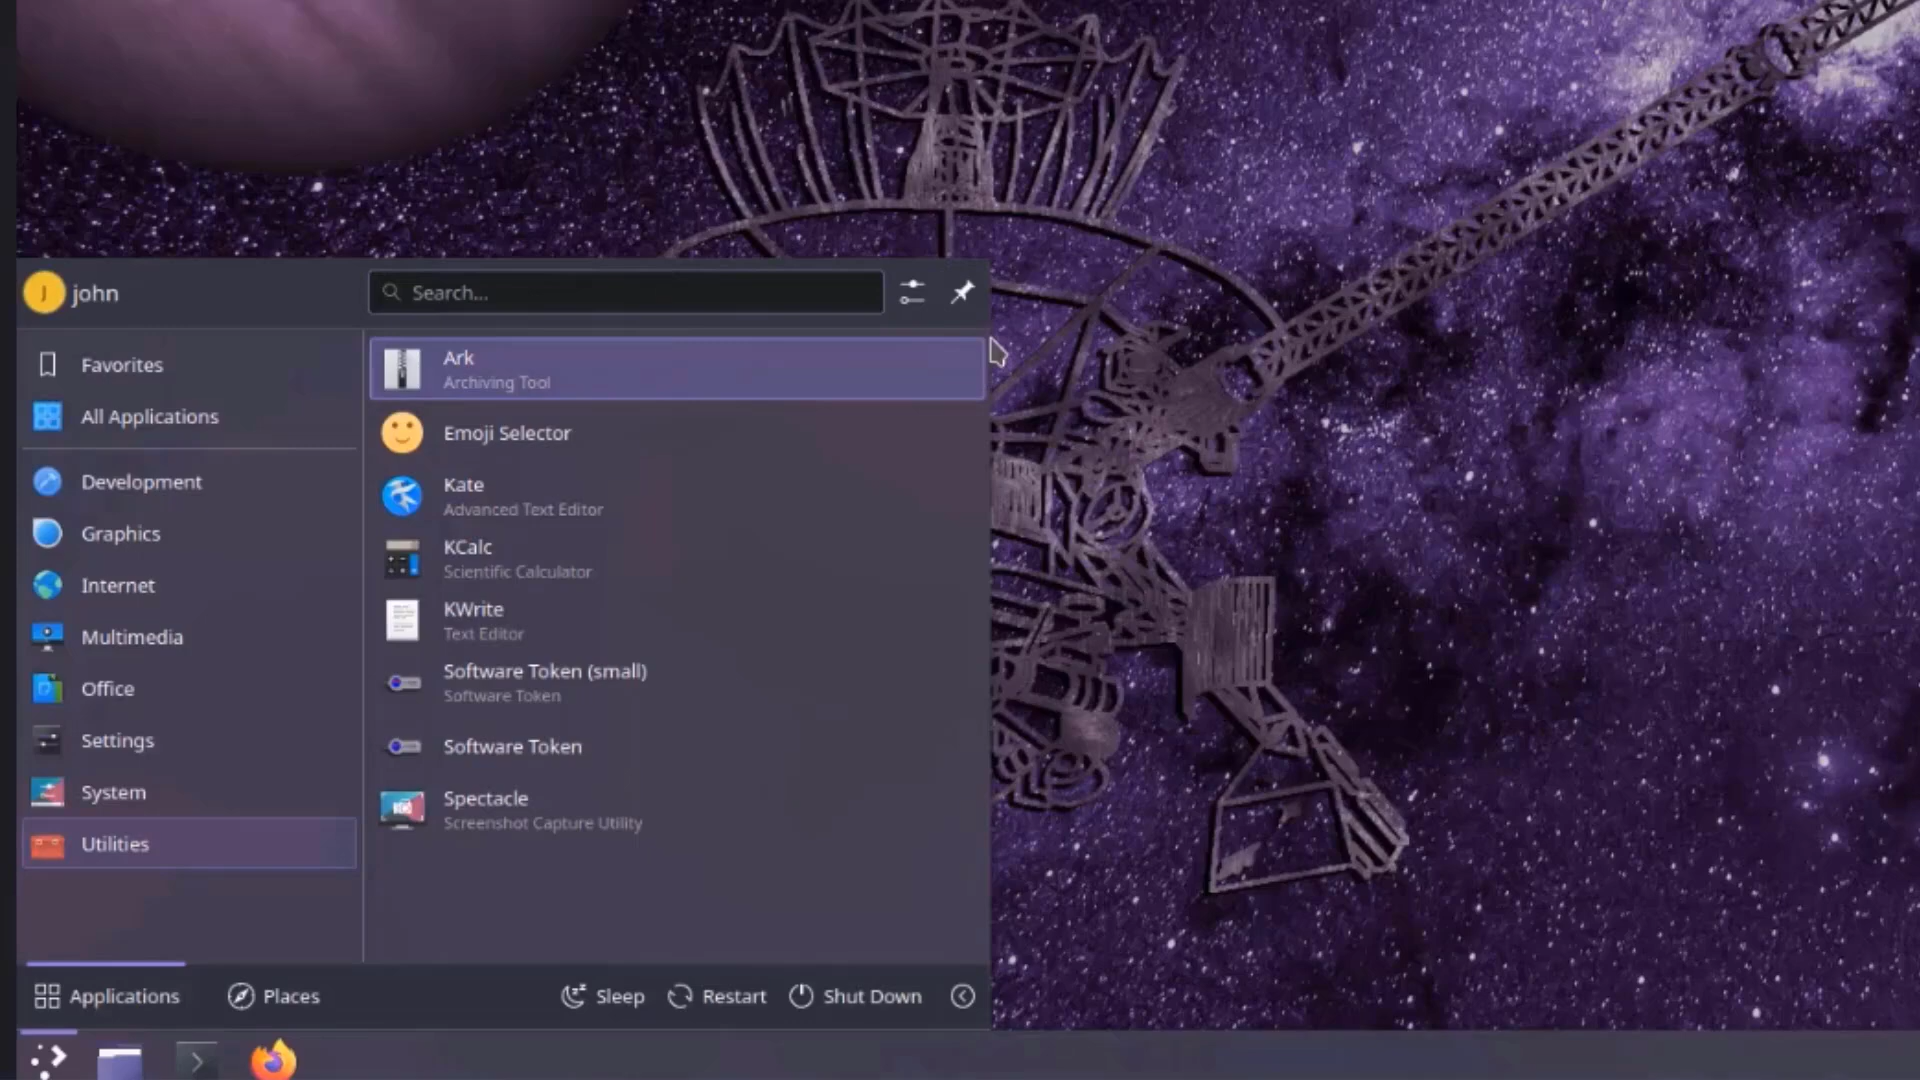 J
john
Search...
Favorites
All Applications
Development
Graphics
Internet
Multimedia
Office
Settings
System
Utilities
Ark
Archiving Tool
Emoji Selector
Kate
Advanced Text Editor
KCalc
Scientific Calculator
KWrite
Text Editor
Software Token (small)
Software Token
Software Token
Spectacle
Screenshot Capture Utility
Applications
Places
Sleep
Restart
Shut Down